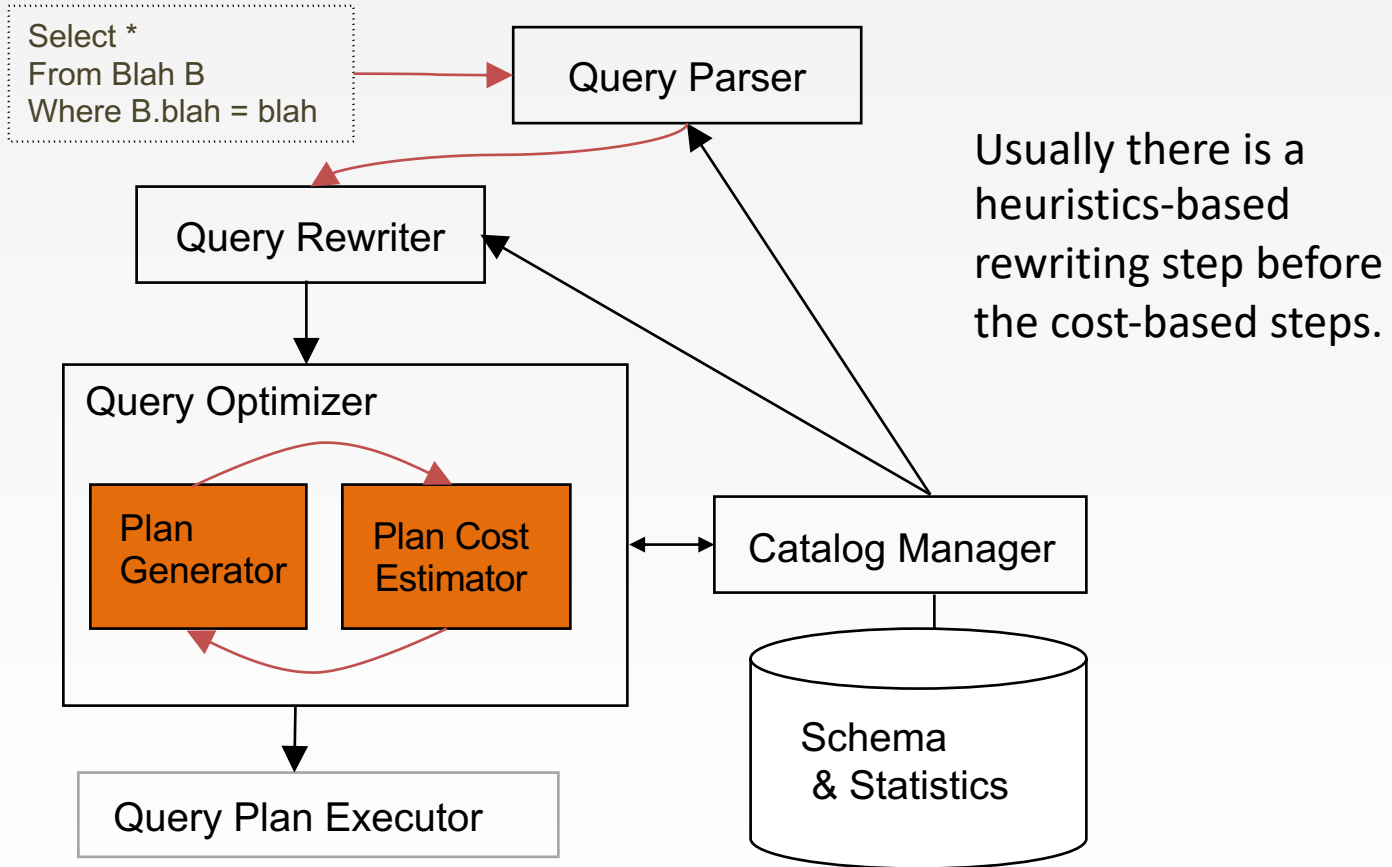 Select *
From Blah B
Where B.blah = blah
Query Parser
Usually there is a
heuristics-based
rewriting step before
the cost-based steps.
Query Rewriter
Query Optimizer
Plan
Generator
Plan Cost
Estimator
Catalog Manager
Schema
& Statistics
Query Plan Executor